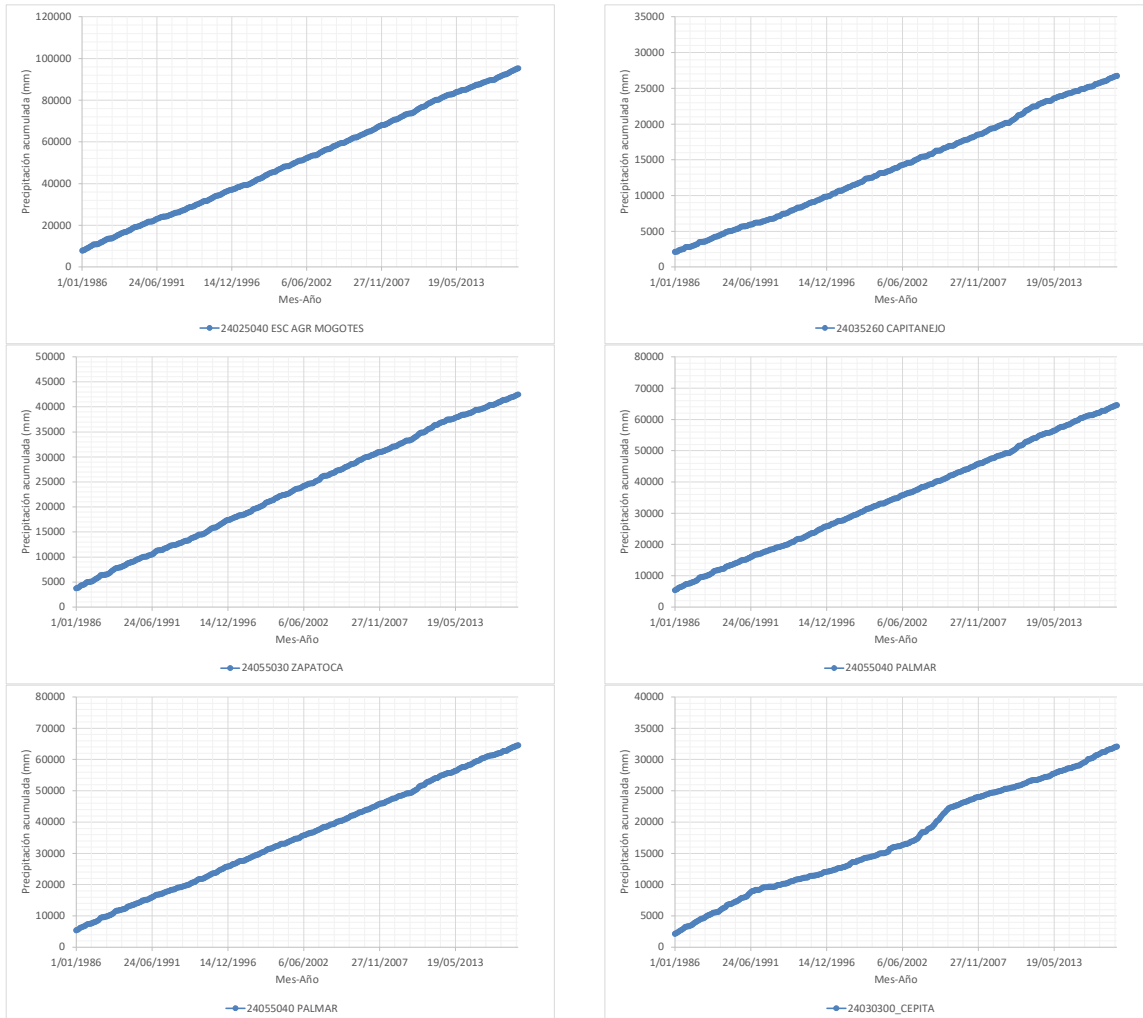 120000
100000
80000
60000
40000
20000
0
Precipitación acumulada (mm)
1/01/1986 24/06/1991 14/12/1996 6/06/2002 27/11/2007 19/05/2013
Mes-Año
24025040 ESC AGR MOGOTES
35000
30000
25000
20000
15000
10000
5000
0
Precipitación acumulada (mm)
1/01/1986 24/06/1991 14/12/1996 6/06/2002 27/11/2007 19/05/2013
Mes-Año
24035260 CAPITANEJO
50000
45000
40000
35000
30000
25000
20000
15000
10000
5000
0
Precipitación acumulada (mm)
1/01/1986 24/06/1991 14/12/1996 6/06/2002 27/11/2007 19/05/2013
Mes-Año
24055030 ZAPATOCA
80000
70000
60000
50000
40000
30000
20000
10000
0
Precipitación acumulada (mm)
1/01/1986 24/06/1991 14/12/1996 6/06/2002 27/11/2007 19/05/2013
Mes-Año
24055040 PALMAR
80000
70000
60000
50000
40000
30000
20000
10000
0
Precipitación acumulada (mm)
1/01/1986 24/06/1991 14/12/1996 6/06/2002 27/11/2007 19/05/2013
Mes-Año
24055040 PALMAR
40000
35000
30000
25000
20000
15000
10000
5000
0
Precipitación acumulada (mm)
1/01/1986 24/06/1991 14/12/1996 6/06/2002 27/11/2007 19/05/2013
Mes-Año
24030300_CEPITA